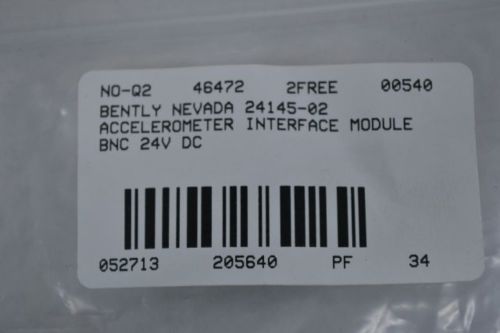 NO-Q2 46472 2FREE 00540
BENTLY NEVADA 24145-02
ACCELEROMETER INTERFACE MODULE
BNC 24V DC
052713 205640 PF 34